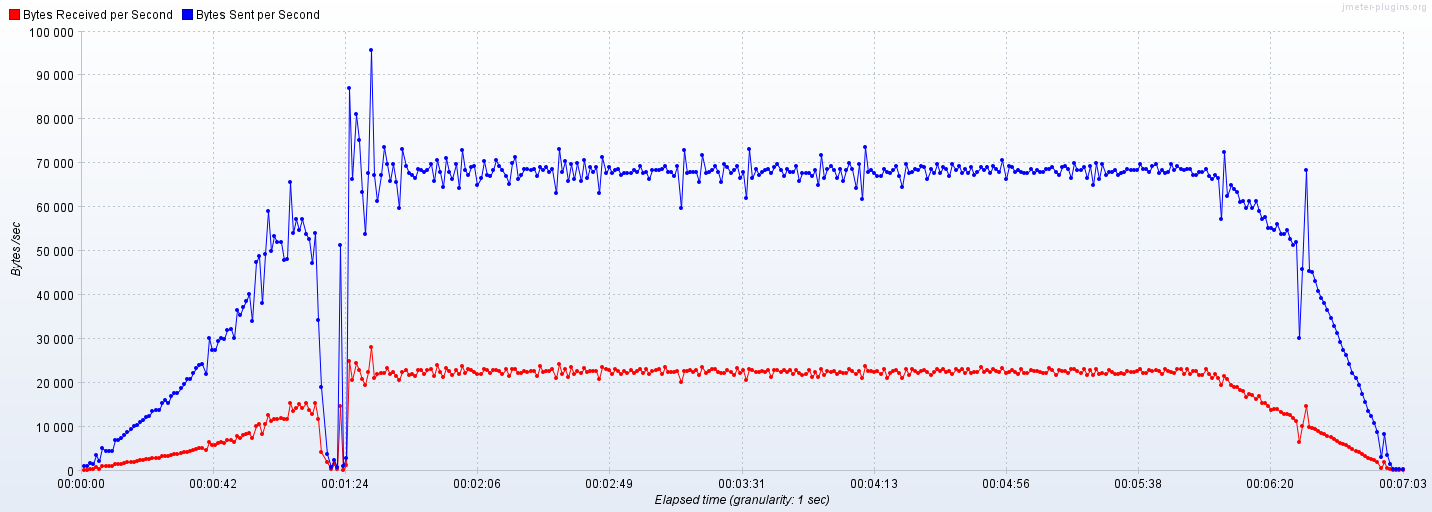 jmeter-plugins.org
Bytes Received per Second Bytes Sent per Second
100 000
90 000
80 000
70 000
60 000
50 000
40 000
30 000
20 000
10 000
0
Bytes /sec
00:00:00 00:00:42 00:01:24 00:02:06 00:02:49 00:03:31 00:04:13 00:04:56 00:05:38 00:06:20 00:07:03
Elapsed time (granularity: 1 sec)